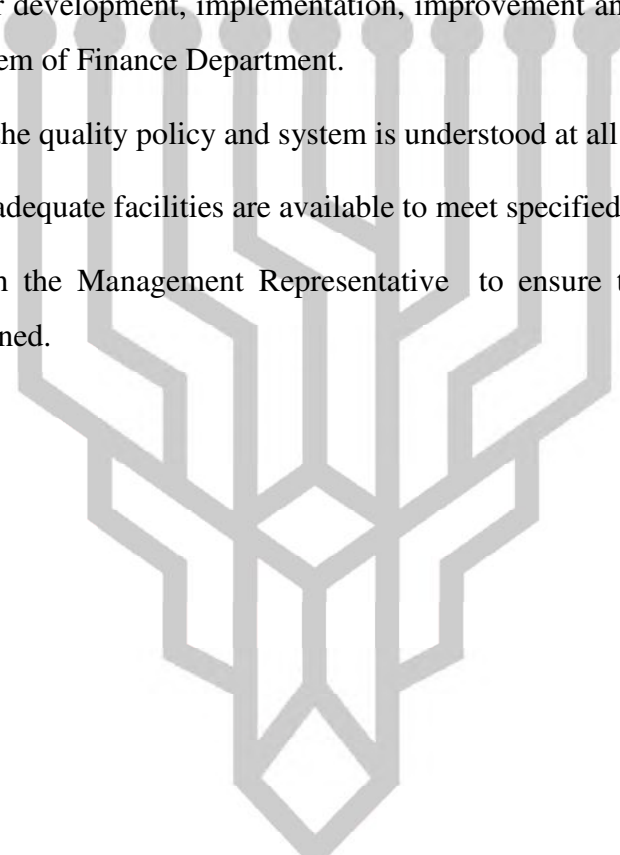 r development, implementation, improvement an
em of Finance Department.
he quality policy and system is understood at all
adequate facilities are available to meet specified
n the Management Representative to ensure t
ned.